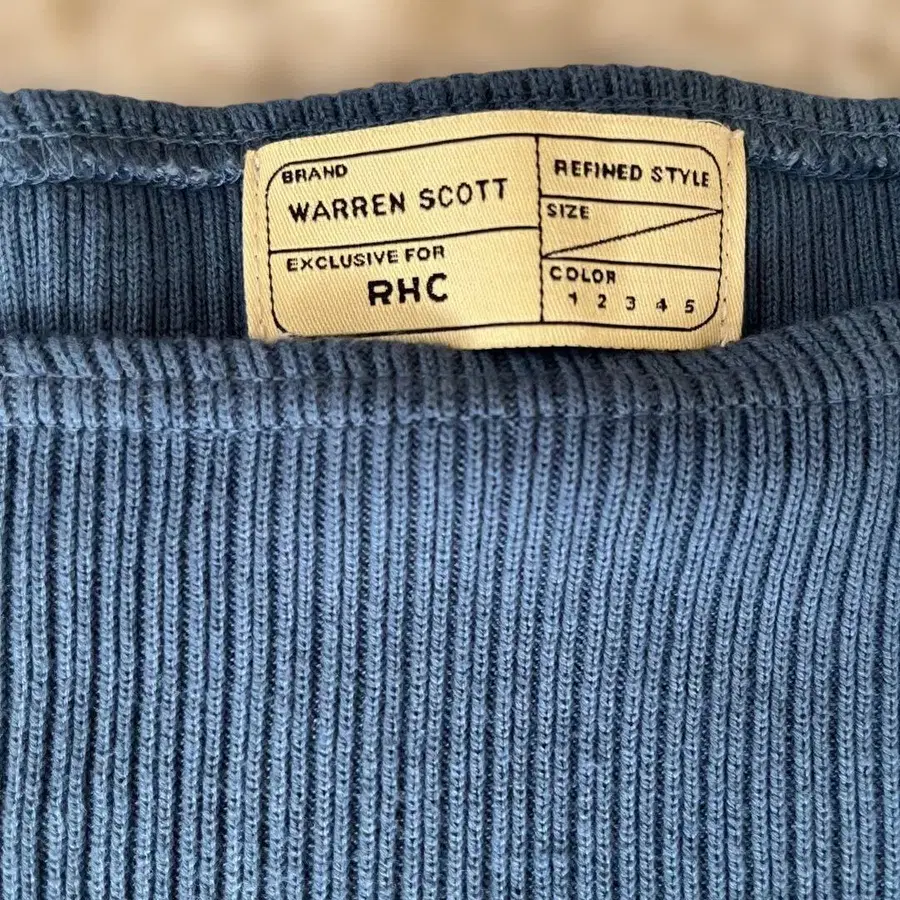 BRAND
WARREN SCOTT
EXCLUSIVE FOR
RHC
REFINED STYLE
SIZE
COLOR
1 2 3 4 5